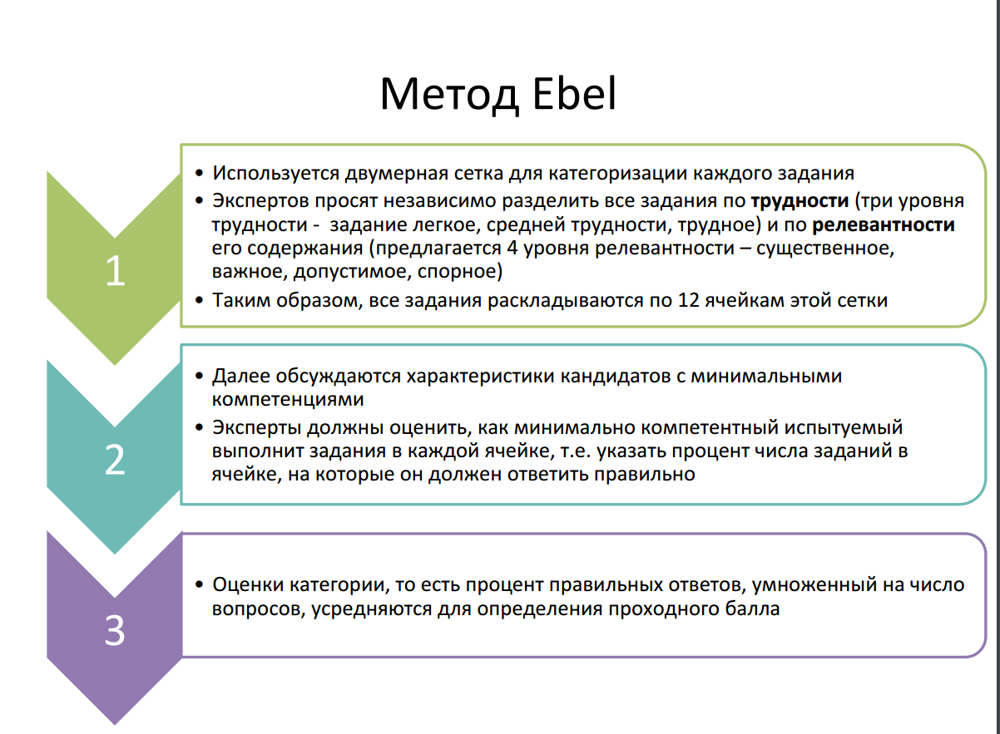 Метод Ebel
1
• Используется двумерная сетка для категоризации каждого задания
• Экспертов просят независимо разделить все задания по трудности (три уровня
трудности -  задание легкое, средней трудности, трудное) и по релевантности
его содержания (предлагается 4 уровня релевантности – существенное,
важное, допустимое, спорное)
• Таким образом, все задания раскладываются по 12 ячейкам этой сетки
2
• Далее обсуждаются характеристики кандидатов с минимальными
компетенциями
• Эксперты должны оценить, как минимально компетентный испытуемый
выполнит задания в каждой ячейке, т.е. указать процент числа заданий в
ячейке, на которые он должен ответить правильно
3
• Оценки категории, то есть процент правильных ответов, умноженный на число
вопросов, усредняются для определения проходного балла